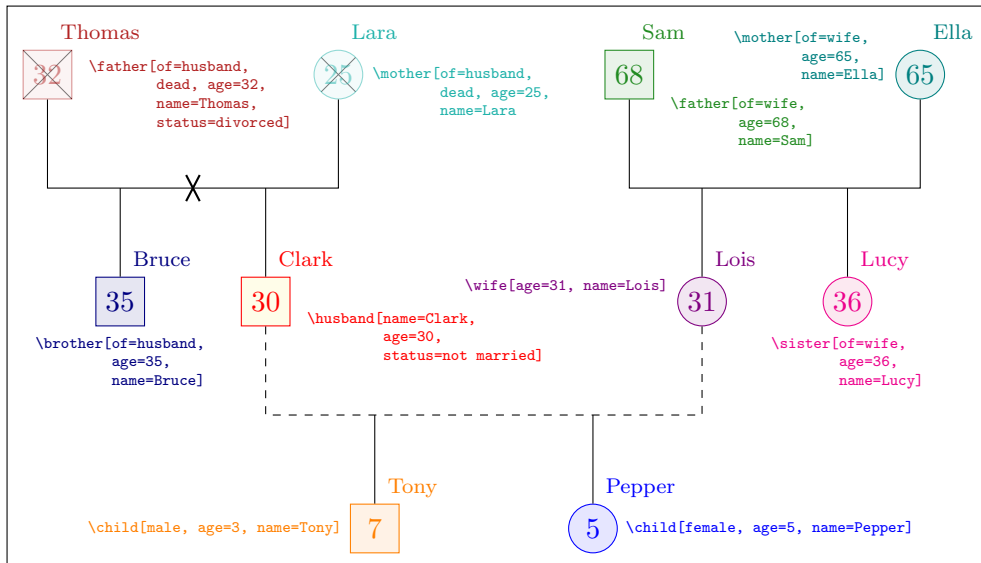 Thomas
Lara
Sam
Ella
32
\father[of=husband,
dead, age=32,
name=Thomas,
status=divorced]
25
\mother[of=husband,
dead, age=25,
name=Lara
68
\father[of=wife,
age=68,
name=Sam]
\mother[of=wife,
age=65,
name=Ella]
65
Bruce
Clark
Lois
Lucy
35
\brother[of=husband,
age=35,
name=Bruce]
30
\husband[name=Clark,
age=30,
status=not married]
\wife[age=31, name=Lois]
31
36
\sister[of=wife,
age=36,
name=Lucy]
Tony
Pepper
\child[male, age=3, name=Tony]
7
5
\child[female, age=5, name=Pepper]